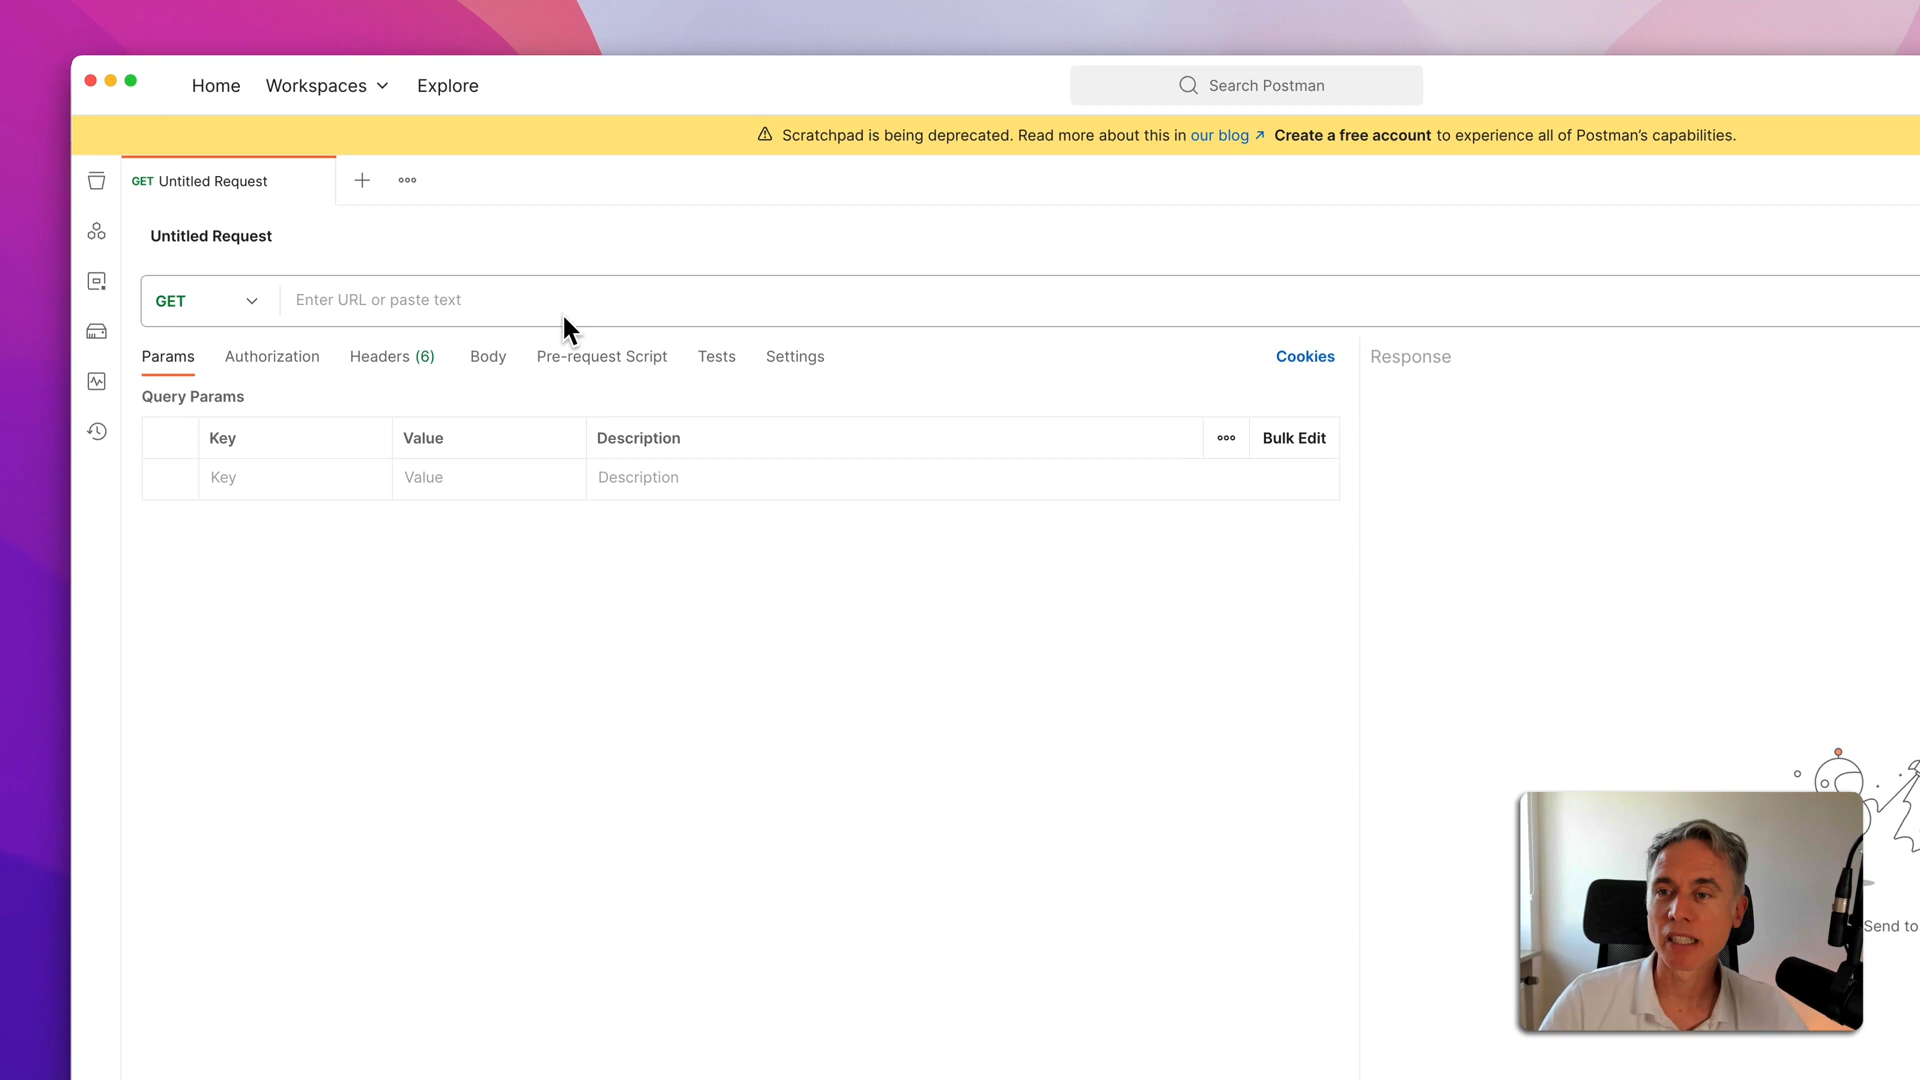 Home Workspaces Explore Search Postman
Scratchpad is being deprecated. Read more about this in our blog ↗ Create a free account to experience all of Postman’s capabilities.
GET Untitled Request
Untitled Request
GET Enter URL or paste text
Params Authorization Headers (6) Body Pre-request Script Tests Settings Cookies Response
Query Params
Key Value Description Bulk Edit
Key Value Description
Send to